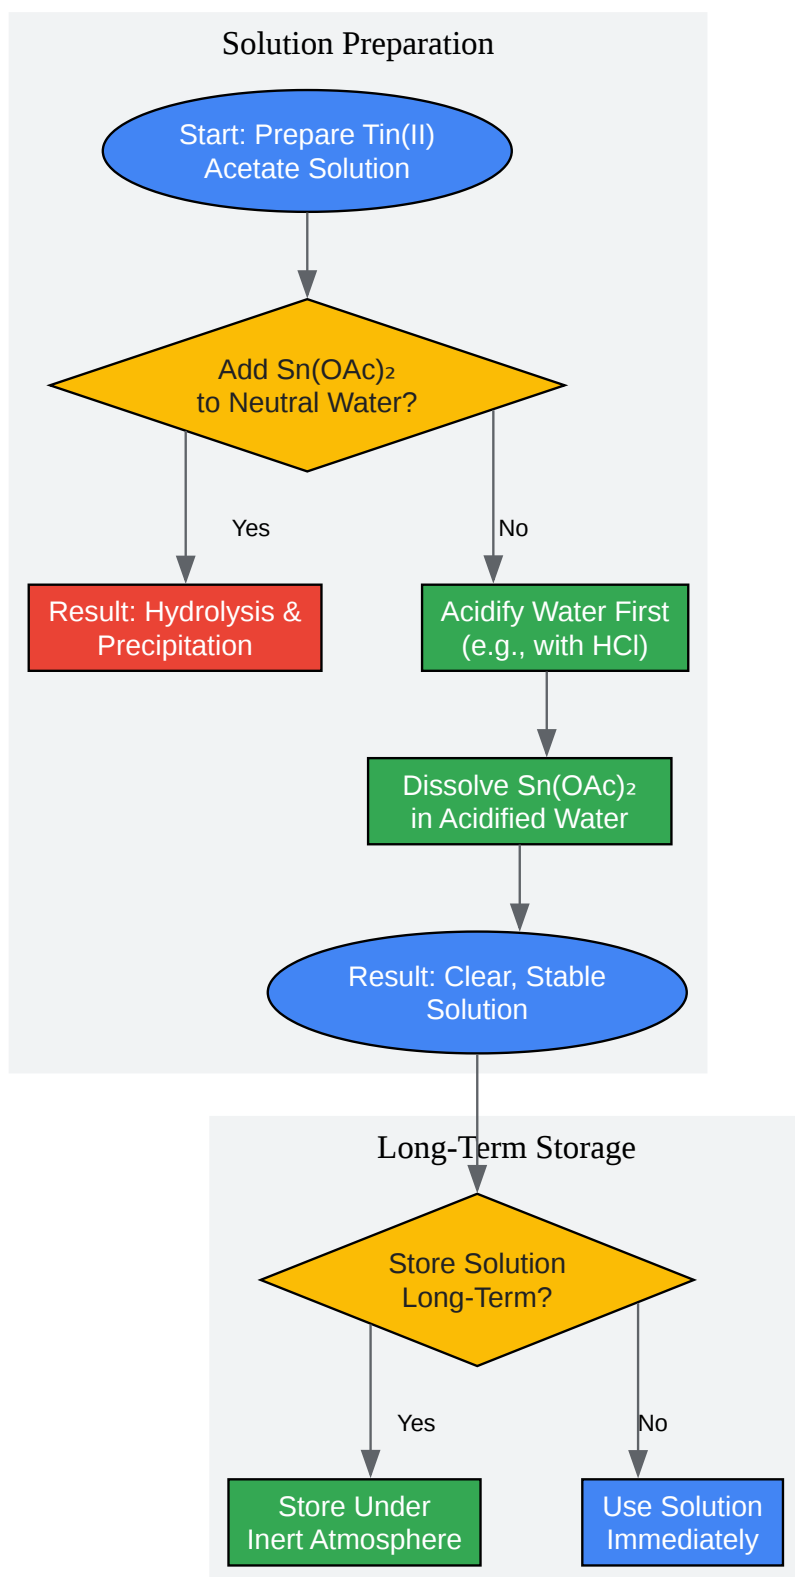 Solution Preparation
Start: Prepare Tin(II)
Acetate Solution
Add Sn(OAc)₂
to Neutral Water?
Yes
No
Result: Hydrolysis &
Precipitation
Acidify Water First
(e.g., with HCl)
Dissolve Sn(OAc)₂
in Acidified Water
Result: Clear, Stable
Solution
Long-Term Storage
Store Solution
Long-Term?
Yes
No
Store Under
Inert Atmosphere
Use Solution
Immediately